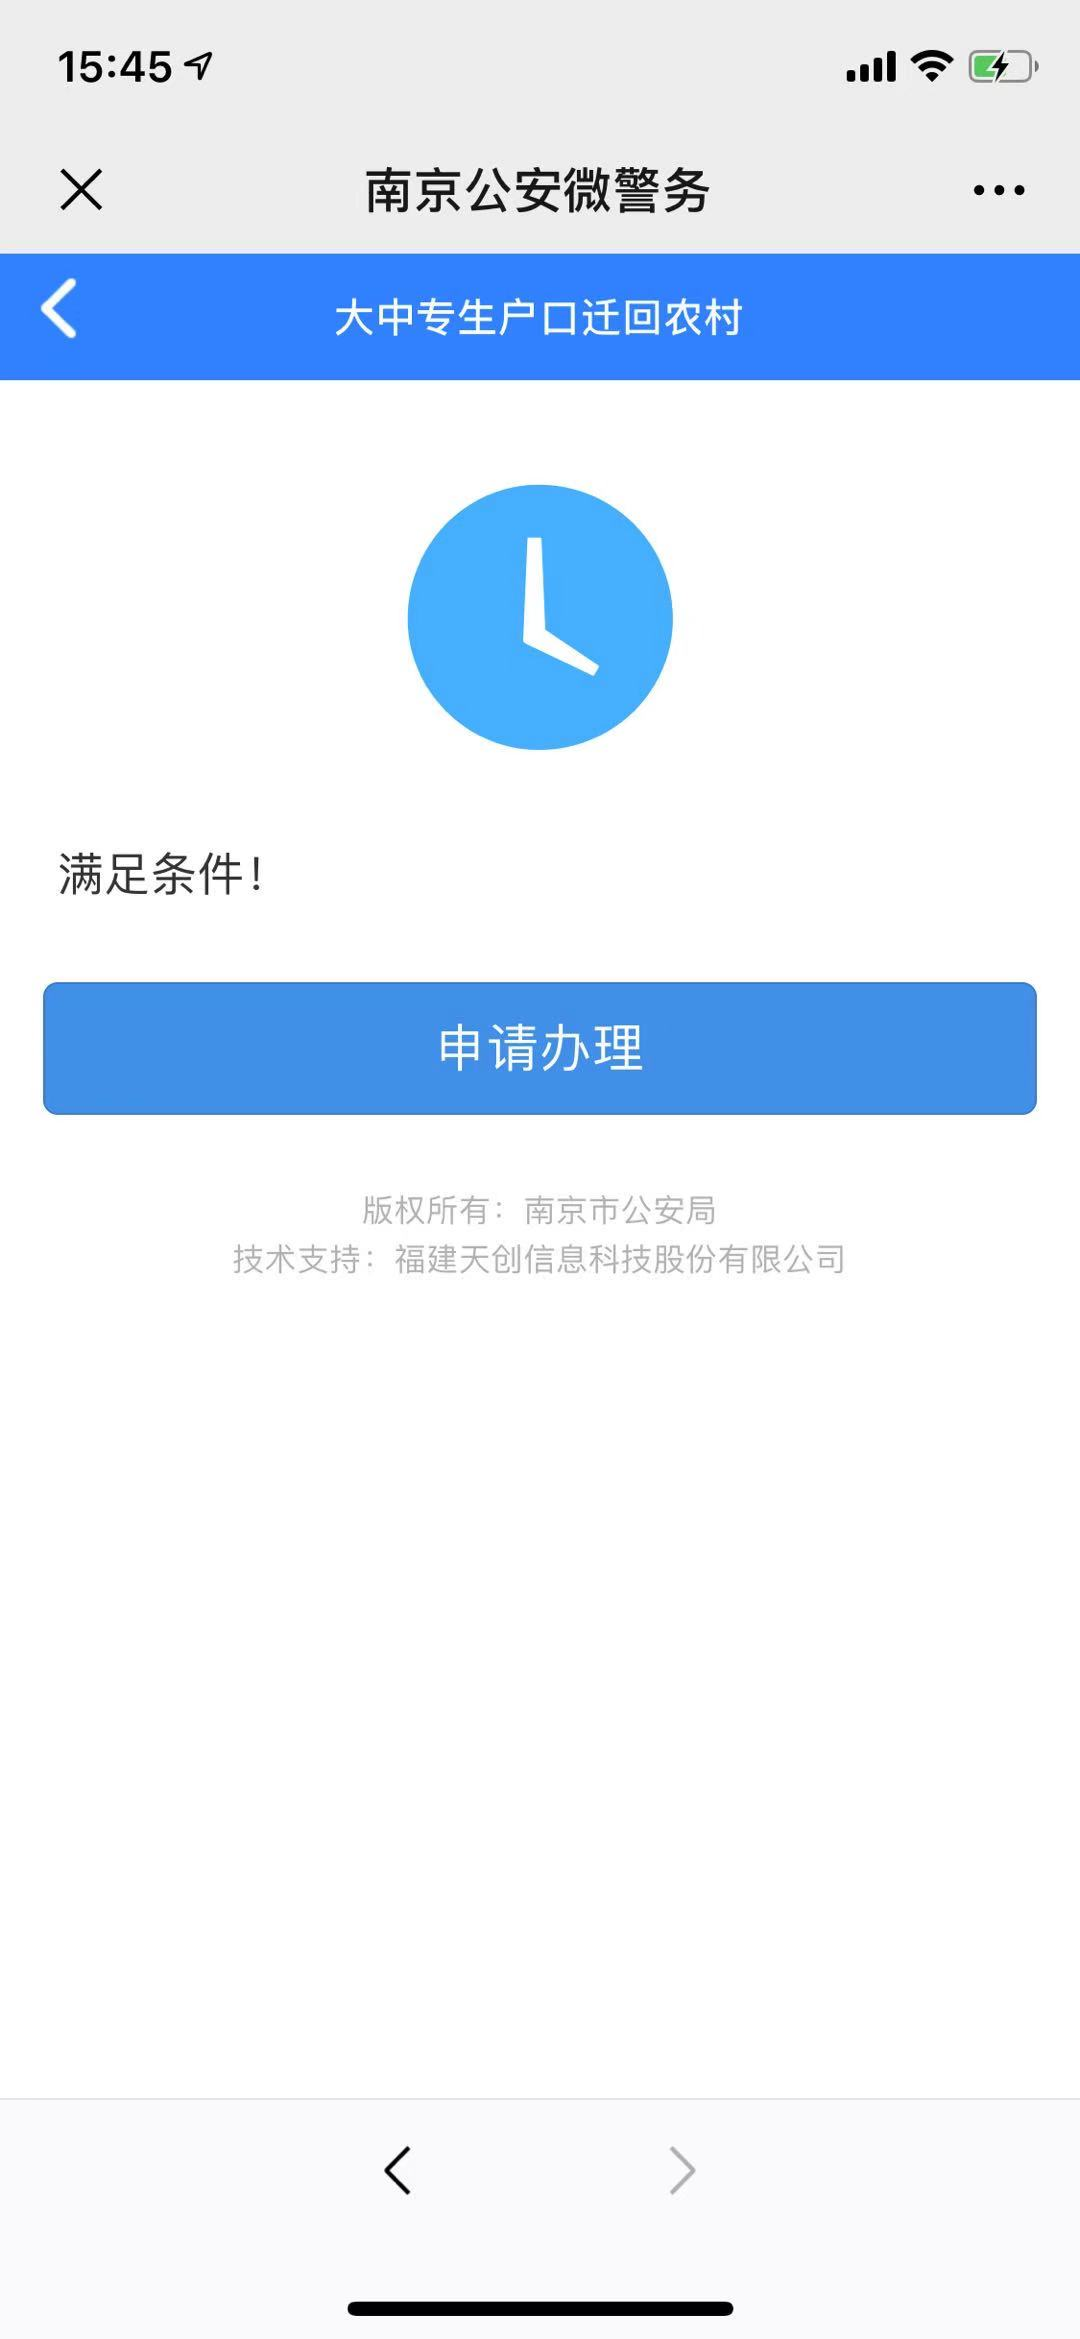 15:45
南京公安微警务
大中专生户口迁回农村
满足条件！
申请办理
版权所有：南京市公安局
技术支持：福建天创信息科技股份有限公司